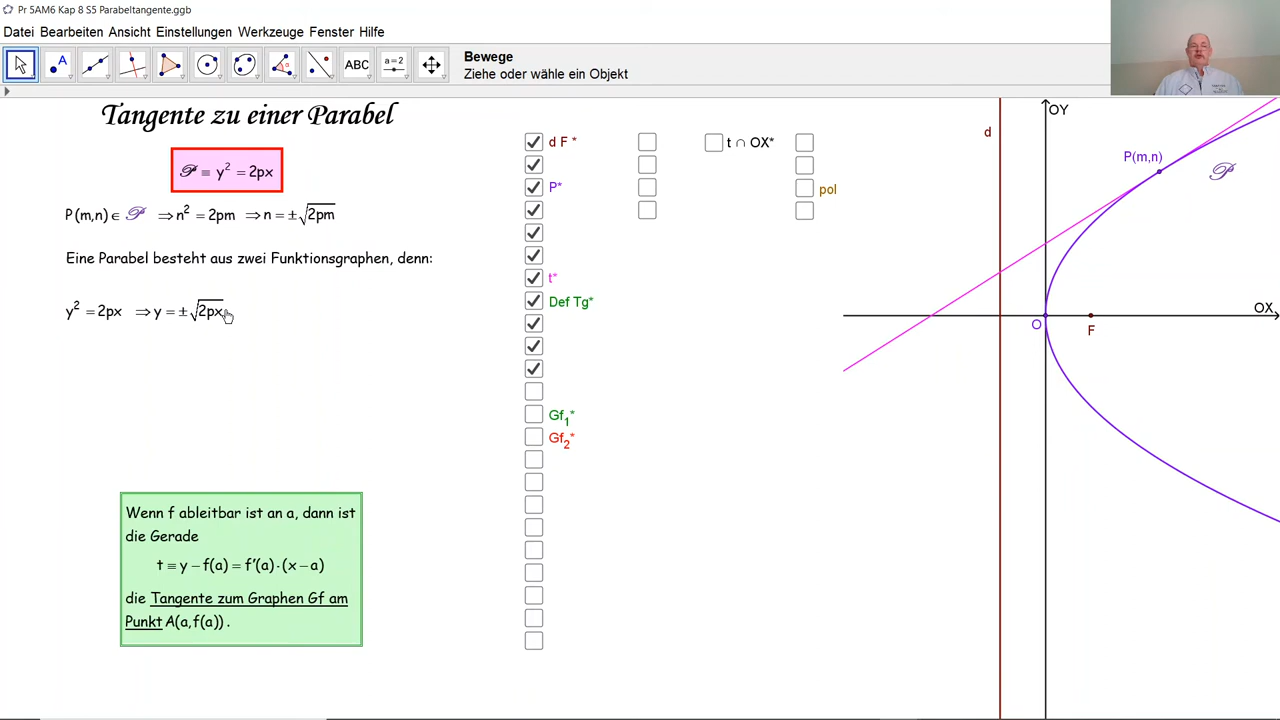 Pr 5AM6 Kap 8 S5 Parabeltangente.ggb
Datei Bearbeiten Ansicht Einstellungen Werkzeuge Fenster Hilfe
A
ABC
a=2
Bewege
Ziehe oder wähle ein Objekt
Tangente zu einer Parabel
𝒫 ≡ y² = 2px
P(m,n) ∈ 𝒫 ⇒ n² = 2pm ⇒ n = ±√2pm
Eine Parabel besteht aus zwei Funktionsgraphen, denn:
y² = 2px ⇒ y = ±√2px
Wenn f ableitbar ist an a, dann ist
die Gerade
t ≡ y – f(a) = f'(a) · (x – a)
die Tangente zum Graphen Gf am
Punkt A(a,f(a)) .
d F *
P*
t*
Def Tg*
Gf₁*
Gf₂*
t ∩ OX*
pol
d
OY
P(m,n)
𝒫
O
F
OX